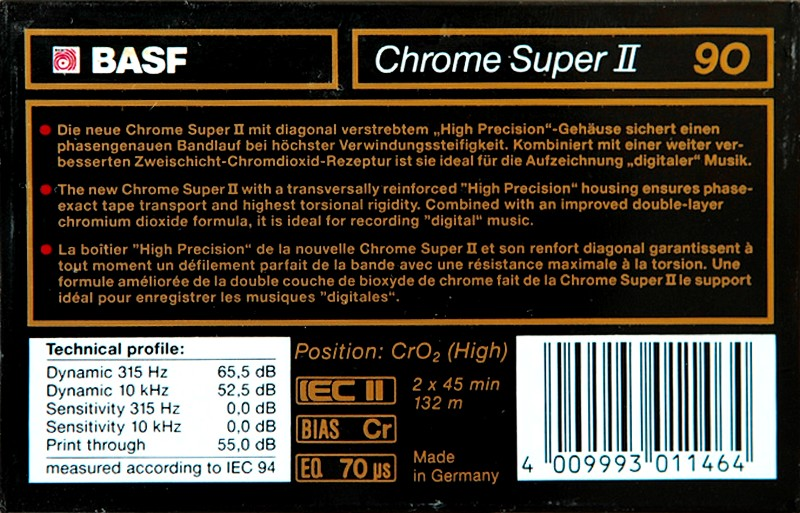 BASF
Chrome Super II 90
Die neue Chrome Super II mit diagonal verstrebtem „High Precision“-Gehäuse sichert einen
phasengenauen Bandlauf bei höchster Verwindungssteifigkeit. Kombiniert mit einer weiter ver-
besserten Zweischicht-Chromdioxid-Rezeptur ist sie ideal für die Aufzeichnung „digitaler“ Musik.
The new Chrome Super II with a transversally reinforced "High Precision" housing ensures phase-
exact tape transport and highest torsional rigidity. Combined with an improved double-layer
chromium dioxide formula, it is ideal for recording "digital" music.
La boîtier "High Precision" de la nouvelle Chrome Super II et son renfort diagonal garantissent à
tout moment un défilement parfait de la bande avec une résistance maximale à la torsion. Une
formule améliorée de la double couche de bioxyde de chrome fait de la Chrome Super II le support
idéal pour enregistrer les musiques "digitales".
Technical profile:
Dynamic 315 Hz 65,5 dB
Dynamic 10 kHz 52,5 dB
Sensitivity 315 Hz 0,0 dB
Sensitivity 10 kHz 0,0 dB
Print through 55,0 dB
measured according to IEC 94
Position: CrO₂ (High)
IEC II
2 x 45 min
132 m
BIAS Cr
EQ 70 µs
Made
in Germany
4 009993 011464